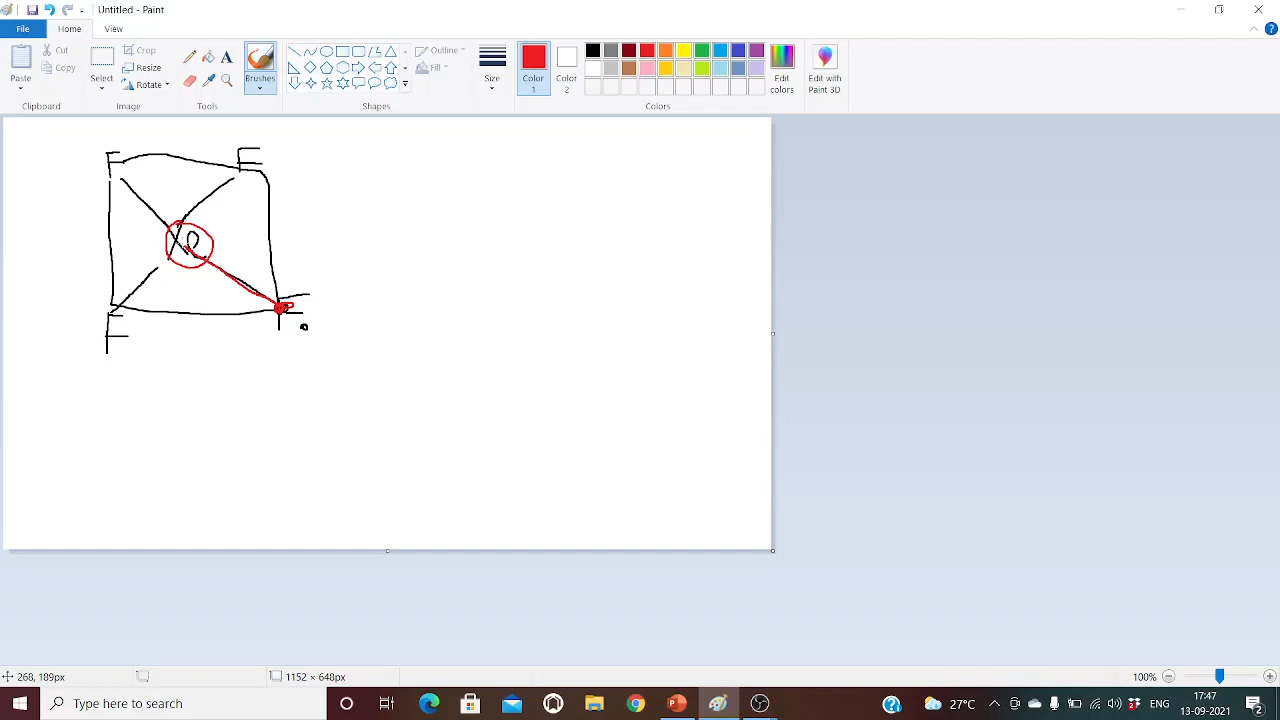 Untitled - Paint
File Home View
Cut
Copy
Paste
Clipboard
Crop
Resize
Rotate
Select
Image
Tools
Brushes
Outline
Fill
Shapes
Size
Color 1
Color 2
Edit colors
Colors
Edit with Paint 3D
F E
O
F
F
268, 189px
1152 × 648px
100%
Type here to search
27°C
ENG
17:47
13-09-2021
2